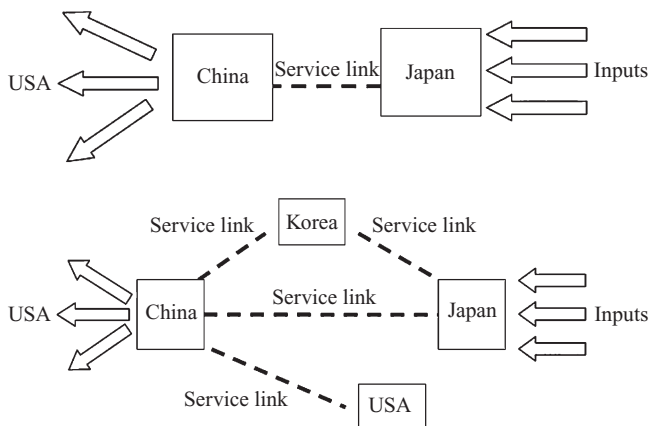 China
Service link
Japan
USA
Inputs
Korea
Service link
Service link
Service link
USA
China
Japan
Inputs
Service link
USA